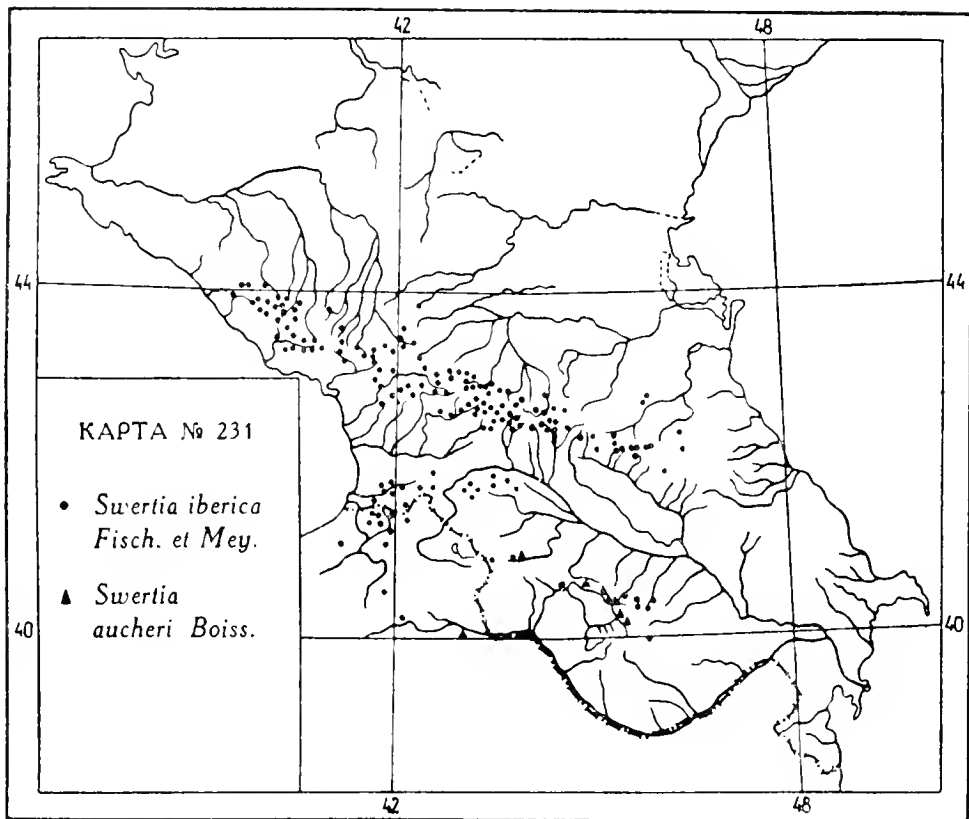 42 48
44 44
КАРТА № 231
• Swertia iberica
Fisch. et Mey.
▲ Swertia
aucheri Boiss.
40 40
42 48